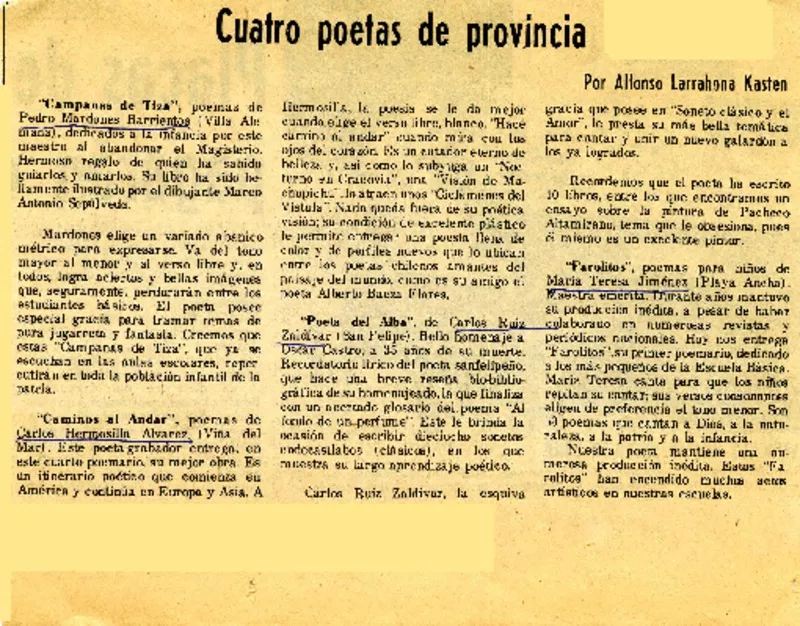 Cuatro poetas de provincia
Por Alfonso Larrahona Kasten
"Campanas de Tiza", poemas de
Pedro Mardones Barrientos (Villa Ale-
mana), dedicados a la infancia por este
maestro al abandonar el Magisterio.
Hermoso regalo de quien ha sabido
guiarlos y amarlos. Su libro ha sido be-
llamente ilustrado por el dibujante Marco
Antonio Sepúlveda.
Mardones elige un variado abanico
métrico para expresarse. Va del tono
mayor al menor y al verso libre y, en
todos, logra aciertos y bellas imágenes
que, seguramente, perdurarán entre los
estudiantes básicos. El poeta posee
especial gracia para tramar temas de
pura jugarreta y fantasía. Creemos que
estas "Campanas de Tiza", que ya se
escuchan en las aulas escolares, reper-
cutirán en toda la población infantil de la
patria.
"Caminos al Andar", poemas de
Carlos Hermosilla Alvarez (Viña del
Mar). Este poeta grabador entrega, en
este cuarto poemario, su mejor obra. Es
un itinerario poético que comienza en
América y continúa en Europa y Asia. A
Hermosilla, la poesía se le da mejor
cuando elige el verso libre, blanco. "Hace
camino al andar" cuando mira con los
ojos del corazón. Es un catador eterno de
belleza y, así como lo subyuga un "Noc-
turno en Cracovia", una "Visión de Ma-
chupichu", lo atraen unos "Ciclámenes del
Vístula". Nada queda fuera de su poética
visión; su condición de excelente plástico
le permite entregar una poesía llena de
color y de perfiles nuevos que lo ubican
entre los poetas chilenos amantes del
paisaje del mundo, como es su amigo el
poeta Alberto Baeza Flores.
"Poeta del Alba", de Carlos Ruiz
Zaldívar (San Felipe). Bello homenaje a
Oscar Castro, a 35 años de su muerte.
Recordatorio lírico del poeta sanfelipeño,
que hace una breve reseña bio-biblio-
gráfica de su homenajeado, la que finaliza
con un acertado glosario del poema "Al
fondo de un perfume". Este le brinda la
ocasión de escribir dieciocho sonetos
endecasílabos (clásicos), en los que
muestra su largo aprendizaje poético.
Carlos Ruiz Zaldívar, la esquiva
gracia que posee en "Soneto clásico y el
Amor", le presta su más bella temática
para cantar y unir un nuevo galardón a
los ya logrados.
Recordemos que el poeta ha escrito
10 libros, entre los que encontramos un
ensayo sobre la pintura de Pacheco
Altamirano, tema que le obsesiona, pues
él mismo es un excelente pintor.
"Farolitos", poemas para niños de
María Teresa Jiménez (Playa Ancha).
Maestra emérita. Durante años mantuvo
su producción inédita, a pesar de haber
colaborado en numerosas revistas y
periódicos nacionales. Hoy nos entrega
"Farolitos", su primer poemario, dedicado
a los más pequeños de la Escuela Básica.
María Teresa canta para que los niños
repitan su cantar; sus versos consonantes
eligen de preferencia el tono menor. Son
poemas que cantan a Dios, a la natu-
raleza, a la patria y a la infancia.
Nuestra poeta mantiene una nu-
merosa producción inédita. Estos "Fa-
rolitos" han encendido muchos actos
artísticos en nuestras escuelas.